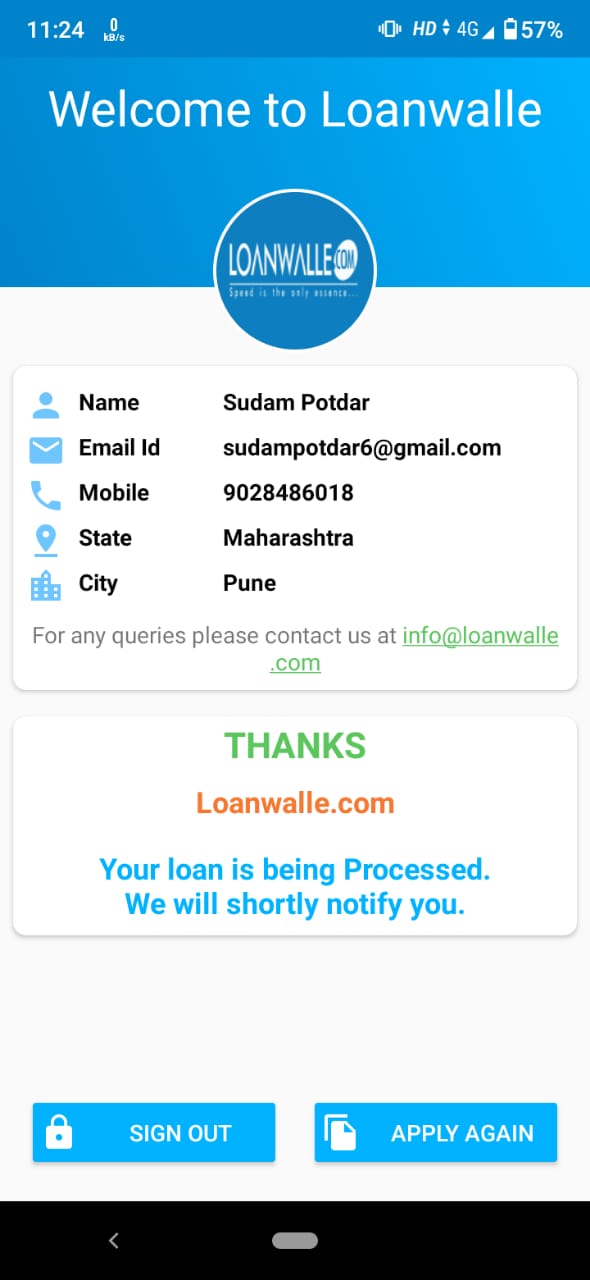 11:24 0 kB/s HD 4G 57%
Welcome to Loanwalle
LOANWALLE.COM
Speed is the only essence...
Name Sudam Potdar
Email Id sudampotdar6@gmail.com
Mobile 9028486018
State Maharashtra
City Pune
For any queries please contact us at info@loanwalle
.com
THANKS
Loanwalle.com
Your loan is being Processed.
We will shortly notify you.
SIGN OUT APPLY AGAIN